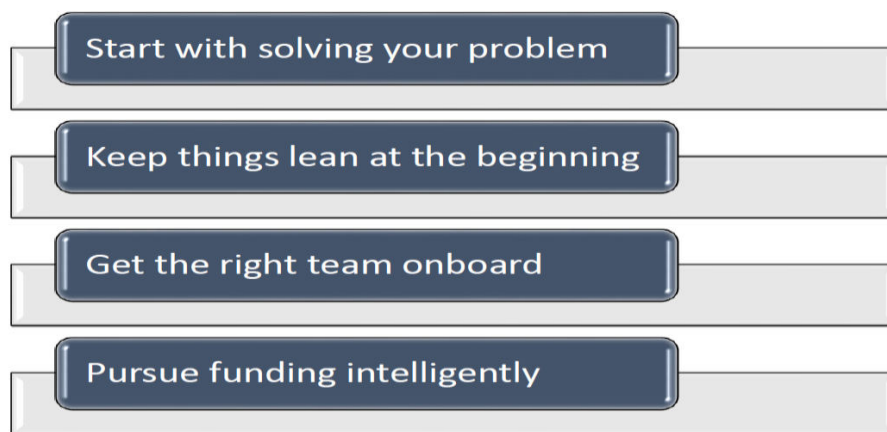 Start with solving your problem
Keep things lean at the beginning
Get the right team onboard
Pursue funding intelligently